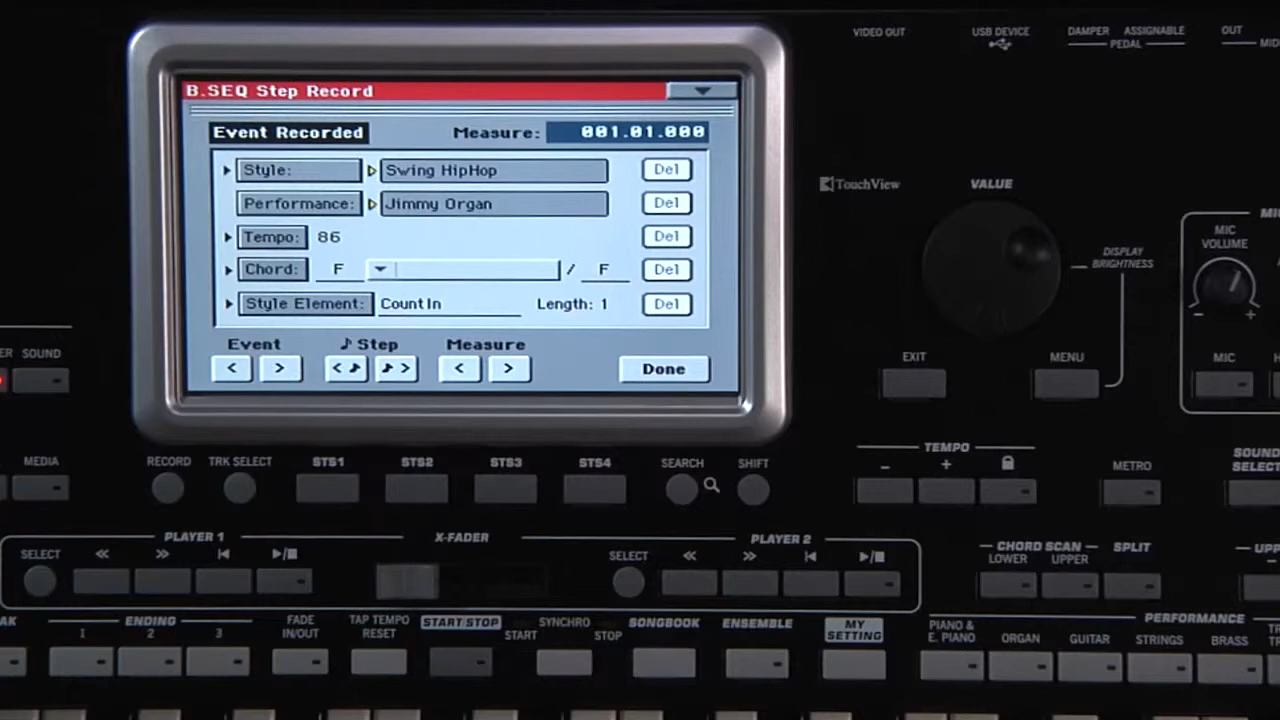 VIDEO OUT
USB DEVICE
DAMPER ASSIGNABLE
PEDAL
OUT
B.SEQ Step Record
Event Recorded Measure: 001.01.000
Style: Swing HipHop Del
Performance: Jimmy Organ Del
Tempo: 86 Del
Chord: F / F Del
Style Element: Count In Length: 1 Del
Event Step Measure
< > < > < > Done
TouchView
VALUE
DISPLAY
BRIGHTNESS
MIC
VOLUME
- +
EXIT
MENU
MIC
SOUND
MEDIA
RECORD
TRK SELECT
STS1
STS2
STS3
STS4
SEARCH
SHIFT
TEMPO
- +
METRO
SOUND
SELECT
PLAYER 1
X-FADER
PLAYER 2
SELECT
SELECT
CHORD SCAN
LOWER UPPER
SPLIT
ENDING
1 2 3
FADE
IN/OUT
TAP TEMPO
RESET
START STOP
SYNCHRO
START STOP
SONGBOOK
ENSEMBLE
MY
SETTING
PERFORMANCE
PIANO &
E. PIANO
ORGAN
GUITAR
STRINGS
BRASS